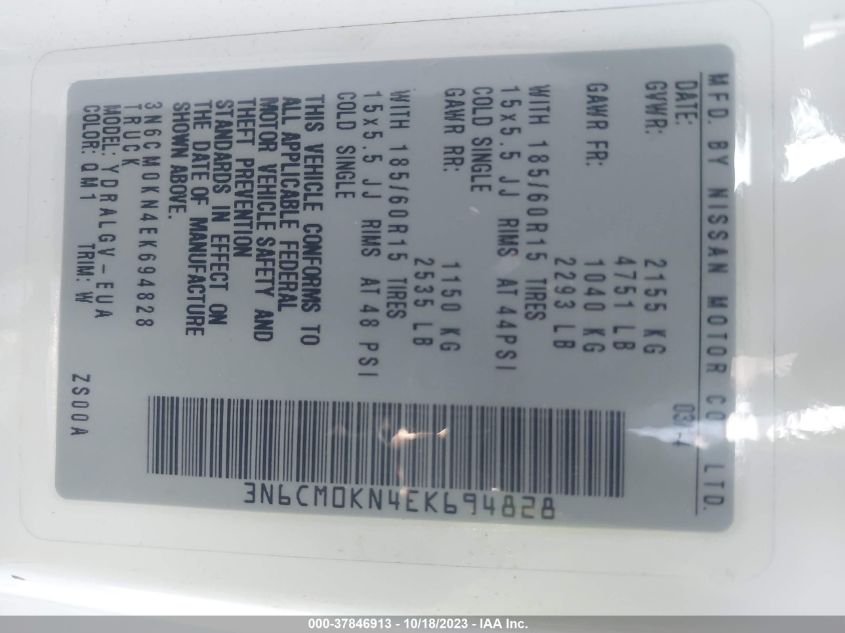 MFD. BY NISSAN MOTOR CO., LTD.
DATE:
GVWR: 2155 KG
4751 LB
GAWR FR: 1040 KG
2293 LB
WITH 185/60R15 TIRES
15x5.5 JJ RIMS AT 44PSI
COLD SINGLE
GAWR RR: 1150 KG
2535 LB
WITH 185/60R15 TIRES
15x5.5 JJ RIMS AT 48 PSI
COLD SINGLE
THIS VEHICLE CONFORMS TO
ALL APPLICABLE FEDERAL
MOTOR VEHICLE SAFETY AND
THEFT PREVENTION
STANDARDS IN EFFECT ON
THE DATE OF MANUFACTURE
SHOWN ABOVE.
3N6CM0KN4EK694828
TRUCK
MODEL: YDRALGV-EUA
COLOR: QM1 TRIM: W ZS00A
3N6CM0KN4EK694828
000-37846913 - 10/18/2023 - IAA Inc.